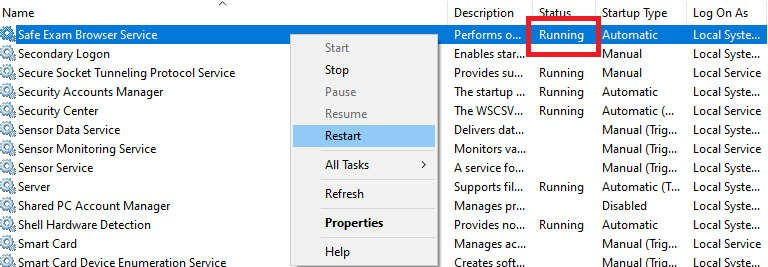 Name Description Status Startup Type Log On As
Safe Exam Browser Service Performs o... Running Automatic Local Syste...
Start
Secondary Logon Enables star... Manual Local Syste...
Stop
Secure Socket Tunneling Protocol Service Provides su... Running Manual Local Service
Security Accounts Manager The startup ... Running Automatic Local Syste...
Pause
Security Center The WSCSV... Running Automatic (... Local Service
Resume
Sensor Data Service Delivers dat... Manual (Trig... Local Syste...
Restart
Sensor Monitoring Service Monitors va... Manual (Trig... Local Service
Sensor Service A service fo... Manual (Trig... Local Syste...
All Tasks
Server Supports fil... Running Automatic (T... Local Syste...
Refresh
Shared PC Account Manager Manages pr... Disabled Local Syste...
Shell Hardware Detection Provides no... Running Automatic Local Syste...
Properties
Smart Card Manages ac... Manual (Trig... Local Service
Help
Smart Card Device Enumeration Service Creates soft... Manual (Trig... Local Syste...